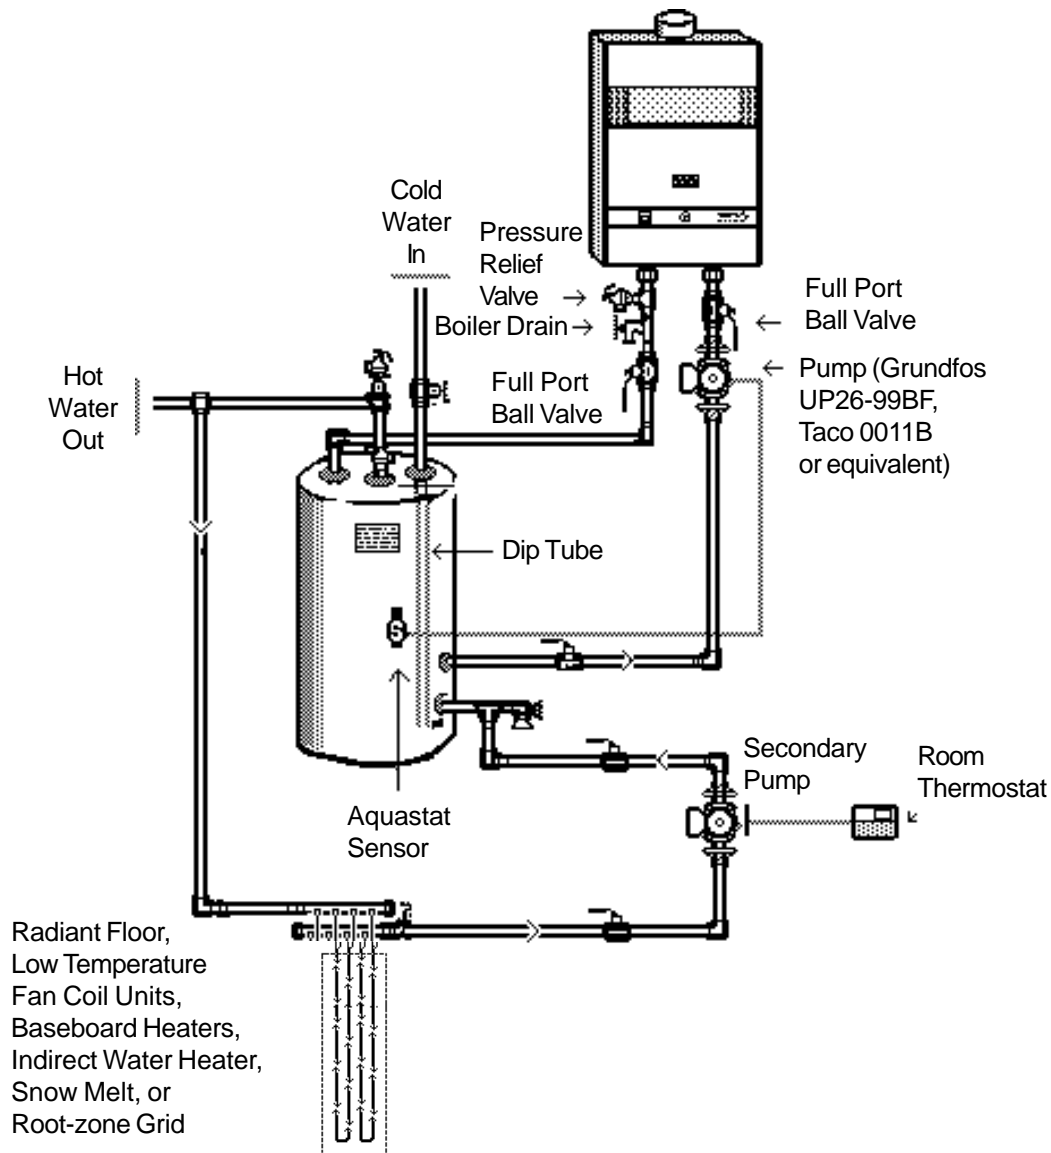 Cold
Water
In
Pressure
Relief
Valve
Boiler Drain
Full Port
Ball Valve
Full Port
Ball Valve
Pump (Grundfos
UP26-99BF,
Taco 0011B
or equivalent)
Hot
Water
Out
Dip Tube
S
Aquastat
Sensor
Secondary
Pump
Room
Thermostat
Radiant Floor,
Low Temperature
Fan Coil Units,
Baseboard Heaters,
Indirect Water Heater,
Snow Melt, or
Root-zone Grid